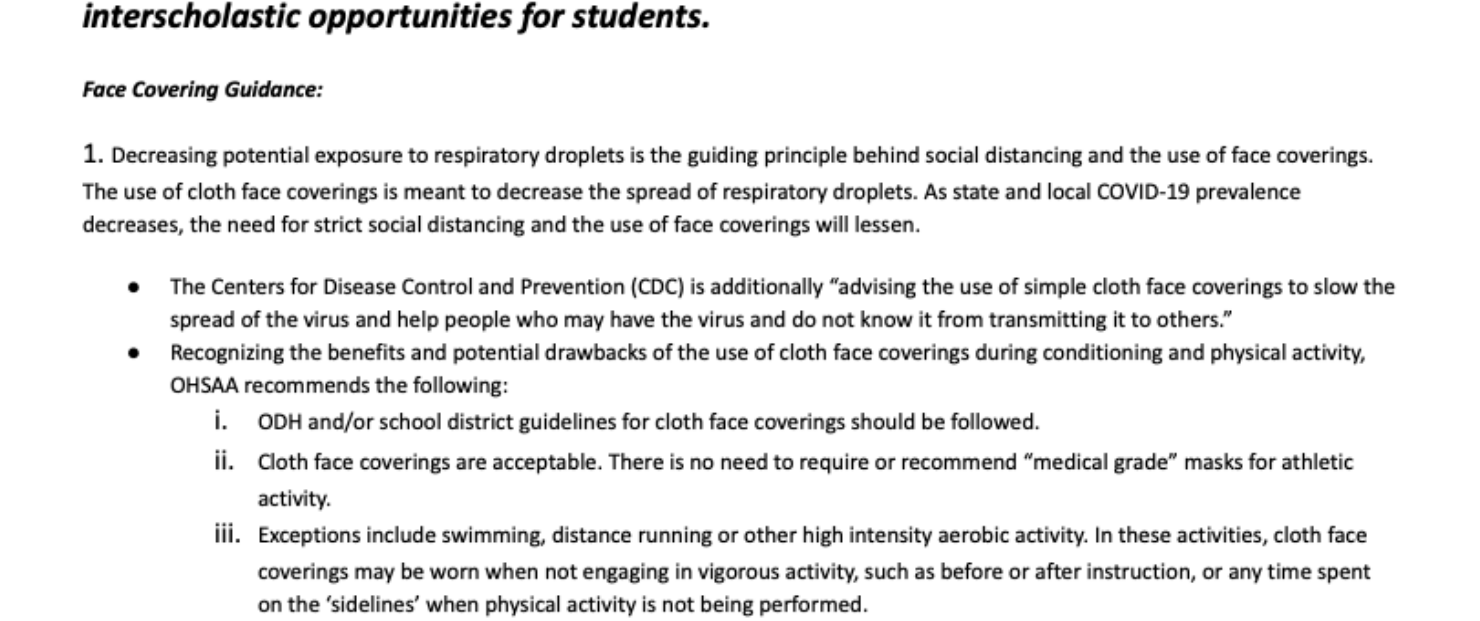 interscholastic opportunities for students.
Face Covering Guidance:
1. Decreasing potential exposure to respiratory droplets is the guiding principle behind social distancing and the use of face coverings.
The use of cloth face coverings is meant to decrease the spread of respiratory droplets. As state and local COVID-19 prevalence
decreases, the need for strict social distancing and the use of face coverings will lessen.
● The Centers for Disease Control and Prevention (CDC) is additionally “advising the use of simple cloth face coverings to slow the
spread of the virus and help people who may have the virus and do not know it from transmitting it to others.”
● Recognizing the benefits and potential drawbacks of the use of cloth face coverings during conditioning and physical activity,
OHSAA recommends the following:
i. ODH and/or school district guidelines for cloth face coverings should be followed.
ii. Cloth face coverings are acceptable. There is no need to require or recommend “medical grade” masks for athletic
activity.
iii. Exceptions include swimming, distance running or other high intensity aerobic activity. In these activities, cloth face
coverings may be worn when not engaging in vigorous activity, such as before or after instruction, or any time spent
on the ‘sidelines’ when physical activity is not being performed.